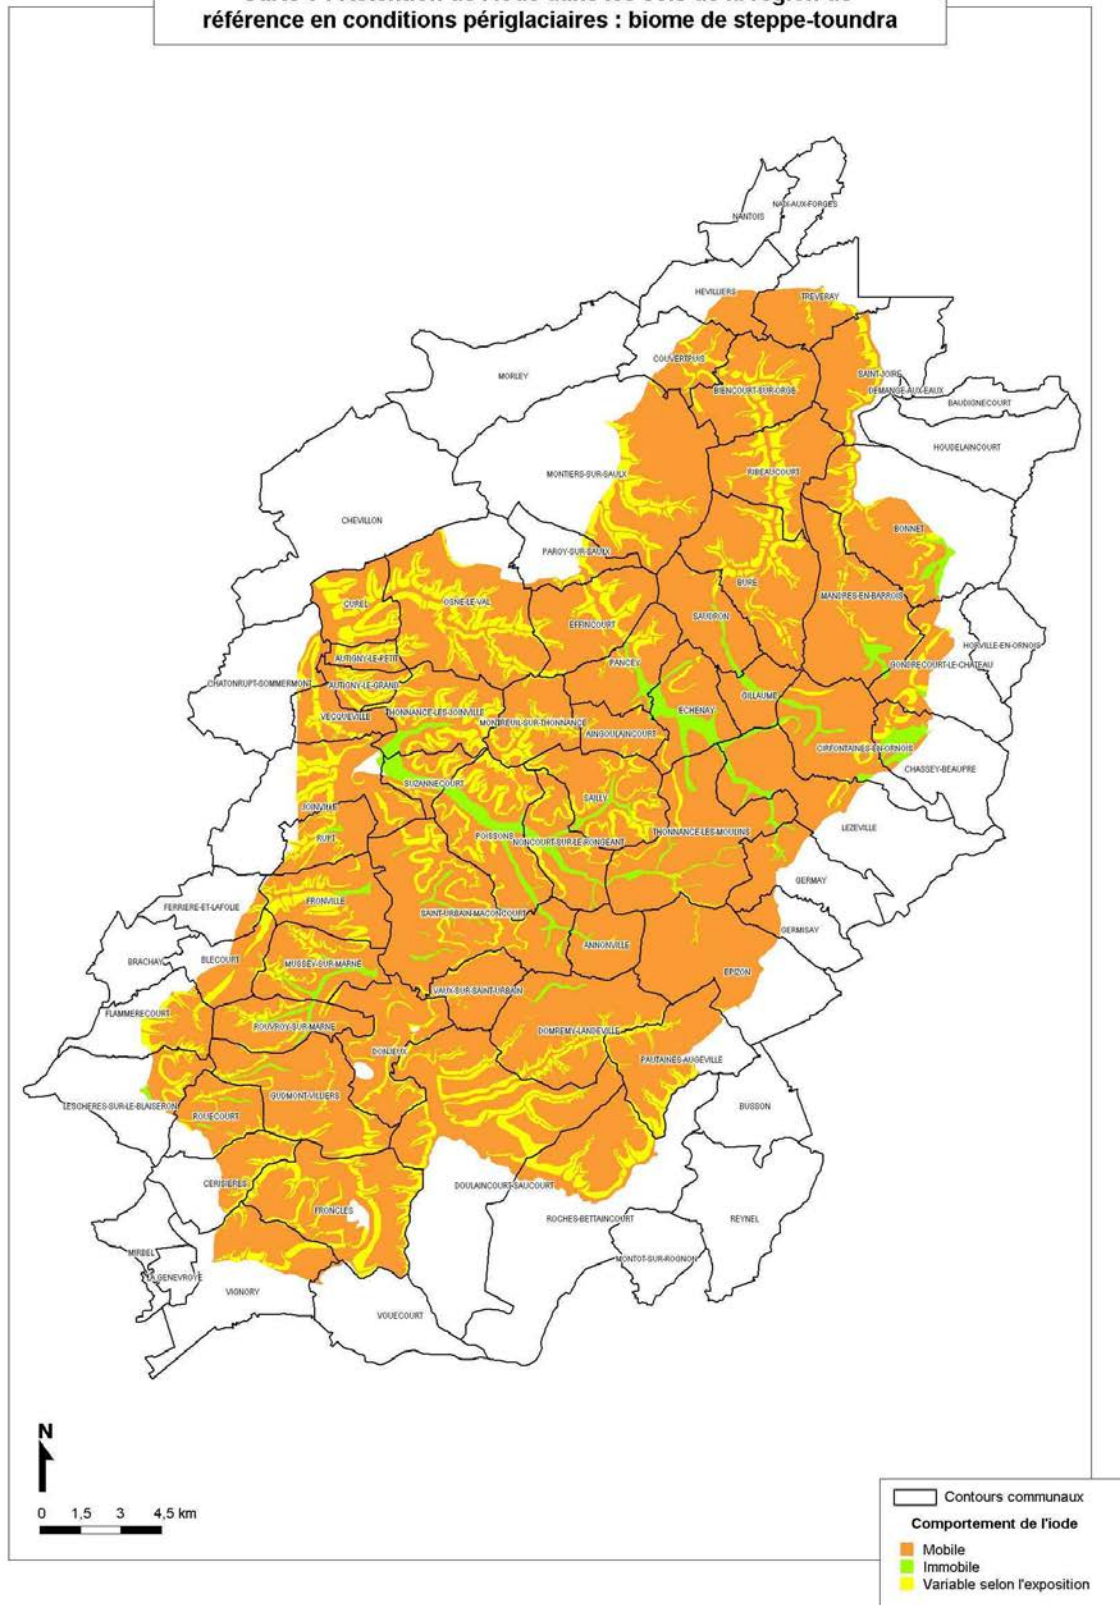 référence en conditions périglaciaires : biome de steppe-toundra
NAIX-AUX-FORGES
NANTOIS
HEVILLIERS
TREVERAY
COUVERTPUIS
MORLEY
SAINT-JOIRE
BIENCOURT-SUR-ORGE
DEMANGE-AUX-EAUX
BAUDIGNECOURT
HOUDELAINCOURT
MONTIERS-SUR-SAULX
RIBEAUCOURT
CHEVILLON
BONNET
PAROY-SUR-SAULX
BURE
MANDRES-EN-BARROIS
CUREL
OSNE-LE-VAL
EFFINCOURT
SAUDRON
HORVILLE-EN-ORNOIS
AUTIGNY-LE-PETIT
PANCEY
GONDRECOURT-LE-CHATEAU
CHATONRUPT-SOMMERMONT
AUTIGNY-LE-GRAND
GILLAUME
ECHENAY
VECQUEVILLE
THONNANCE-LES-JOINVILLE
MONTREUIL-SUR-THONNANCE
AINGOULAINCOURT
CIRFONTAINES-EN-ORNOIS
CHASSEY-BEAUPRE
SUZANNECOURT
SAILLY
JOINVILLE
LEZEVILLE
RUPT
POISSONS
NONCOURT-SUR-LE-RONGEANT
THONNANCE-LES-MOULINS
GERMAY
FERRIERE-ET-LAFOLIE
FRONVILLE
SAINT-URBAIN-MACONCOURT
GERMISAY
ANNONVILLE
BRACHAY
BLECOURT
MUSSEY-SUR-MARNE
EPIZON
VAUX-SUR-SAINT-URBAIN
FLAMMERECOURT
ROUVROY-SUR-MARNE
DOMREMY-LANDEVILLE
DONJEUX
PAUTAINES-AUGEVILLE
GUDMONT-VILLIERS
LESCHERES-SUR-LE-BLAISERON
ROUECOURT
BUSSON
CERISIERES
DOULAINCOURT-SAUCOURT
FRONCLES
ROCHES-BETTAINCOURT
REYNEL
MIRBEL
MONTOT-SUR-ROGNON
LA GENEVROYE
VIGNORY
VOUECOURT
N
0 1,5 3 4,5 km
Contours communaux
Comportement de l'iode
Mobile
Immobile
Variable selon l'exposition